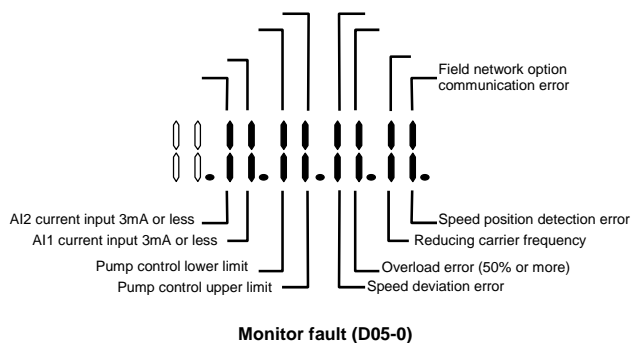 Field network option
communication error
AI2 current input 3mA or less
Speed position detection error
AI1 current input 3mA or less
Reducing carrier frequency
Pump control lower limit
Overload error (50% or more)
Pump control upper limit
Speed deviation error
Monitor fault (D05-0)